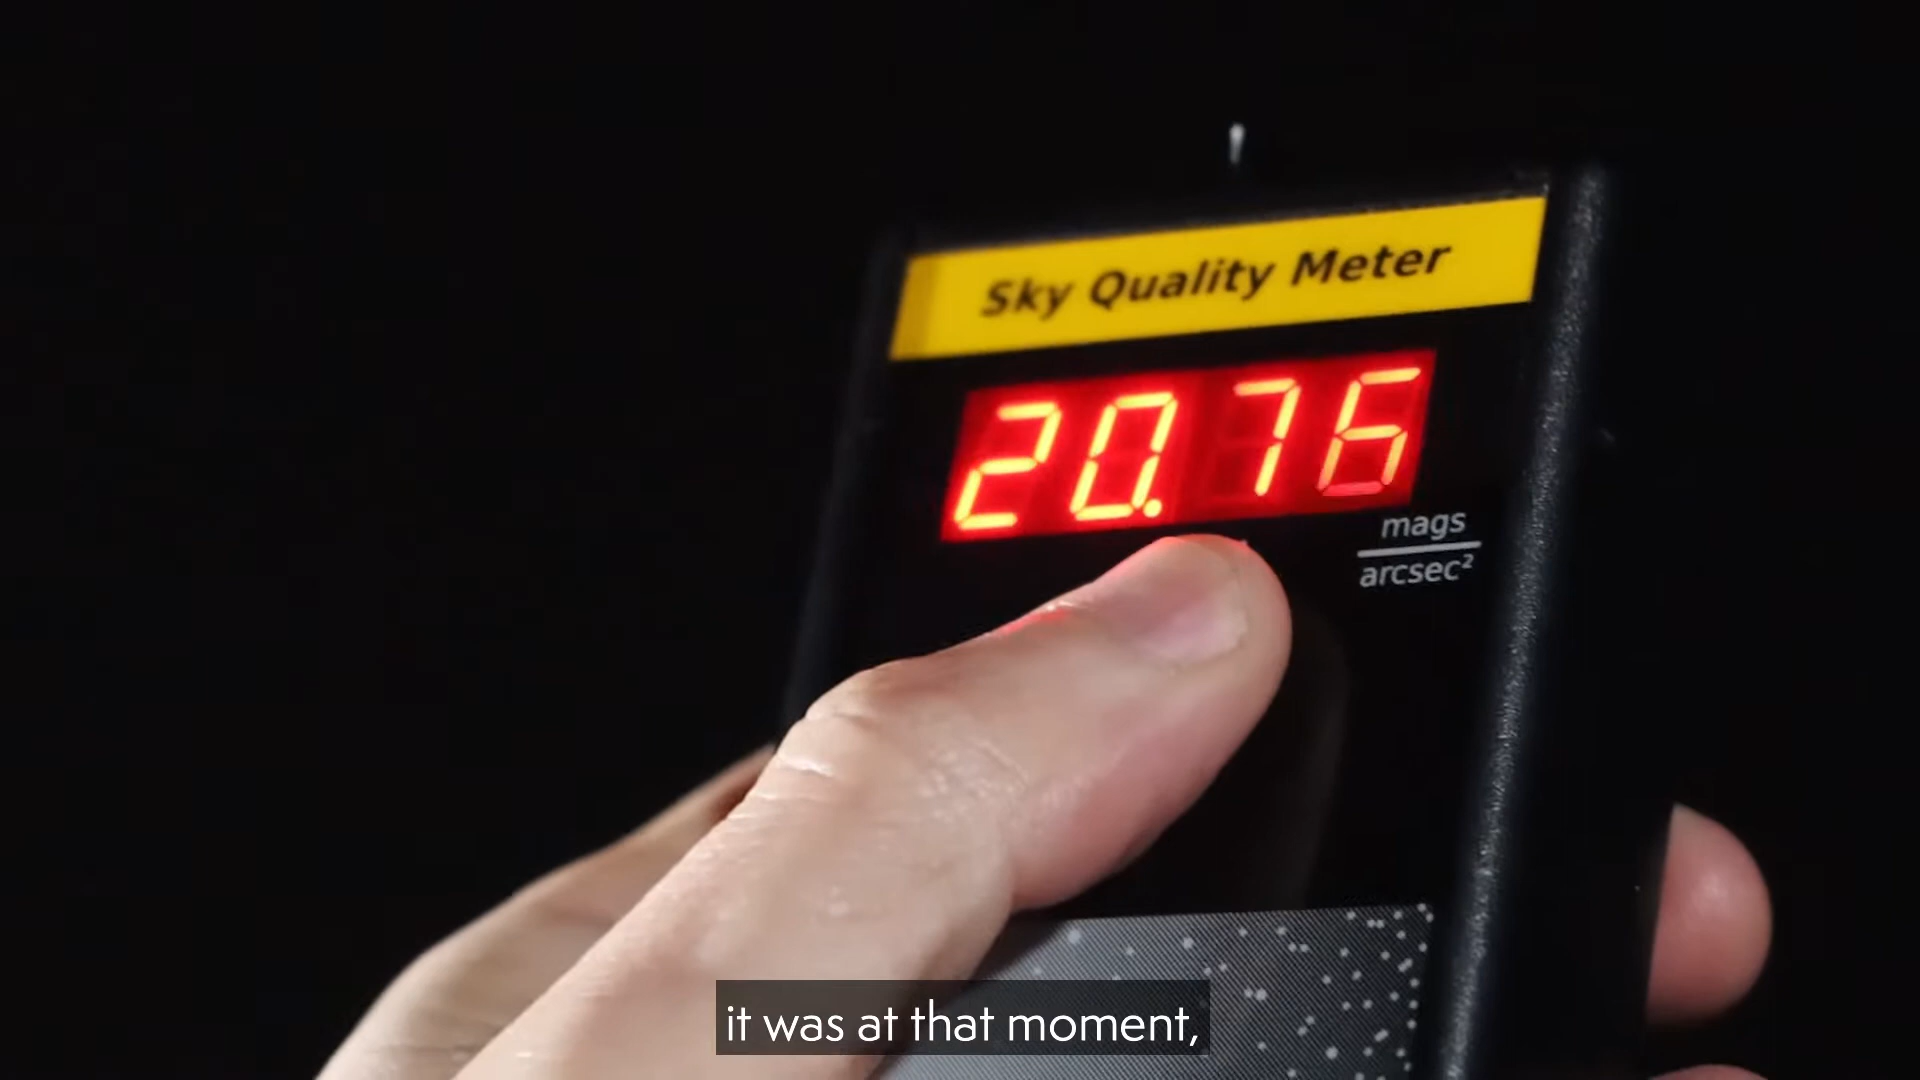 Sky Quality Meter
20.76
mags
arcsec²
it was at that moment,